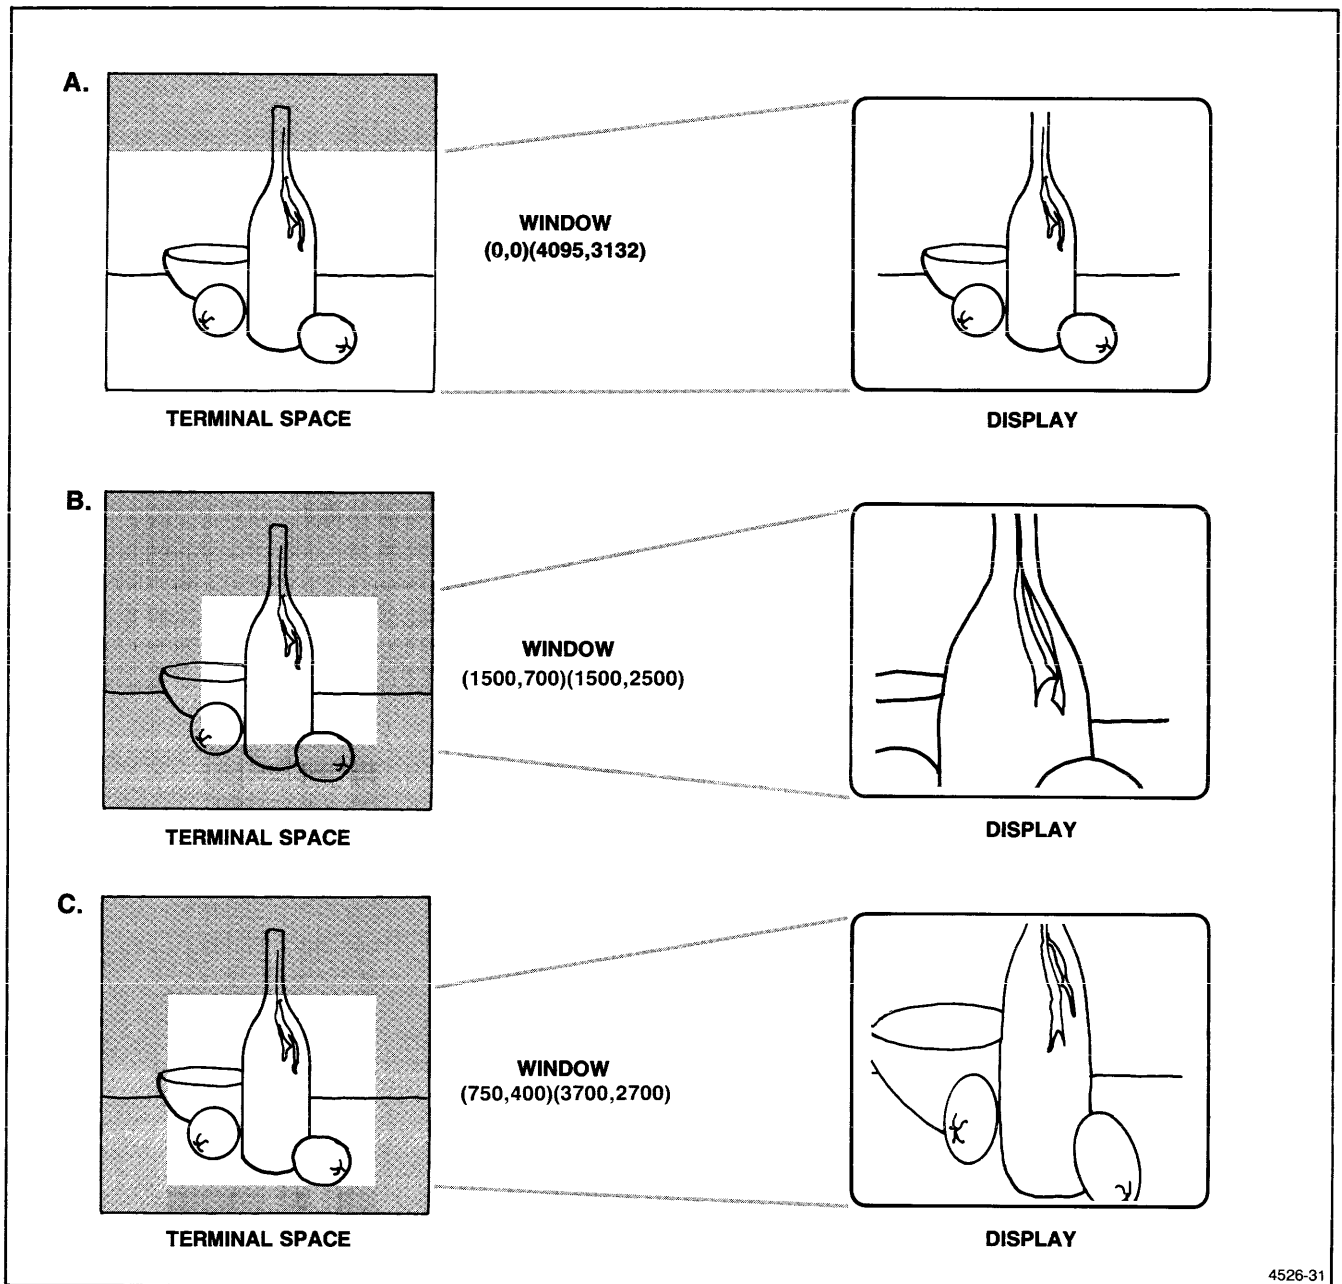 A.
WINDOW
(0,0)(4095,3132)
TERMINAL SPACE
DISPLAY
B.
WINDOW
(1500,700)(1500,2500)
TERMINAL SPACE
DISPLAY
C.
WINDOW
(750,400)(3700,2700)
TERMINAL SPACE
DISPLAY
4526-31